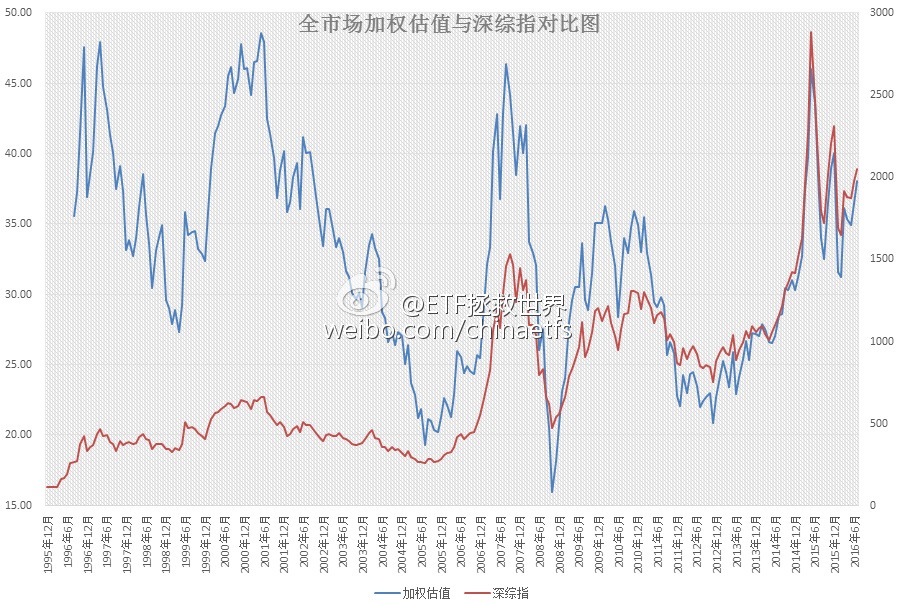 全市场加权估值与深综指对比图
50.00
45.00
40.00
35.00
30.00
25.00
20.00
15.00
3000
2500
2000
1500
1000
500
0
@ETF拯救世界
weibo.com/chinaetfs
1995年12月
1996年6月
1996年12月
1997年6月
1997年12月
1998年6月
1998年12月
1999年6月
1999年12月
2000年6月
2000年12月
2001年6月
2001年12月
2002年6月
2002年12月
2003年6月
2003年12月
2004年6月
2004年12月
2005年6月
2005年12月
2006年6月
2006年12月
2007年6月
2007年12月
2008年6月
2008年12月
2009年6月
2009年12月
2010年6月
2010年12月
2011年6月
2011年12月
2012年6月
2012年12月
2013年6月
2013年12月
2014年6月
2014年12月
2015年6月
2015年12月
2016年6月
加权估值
深综指